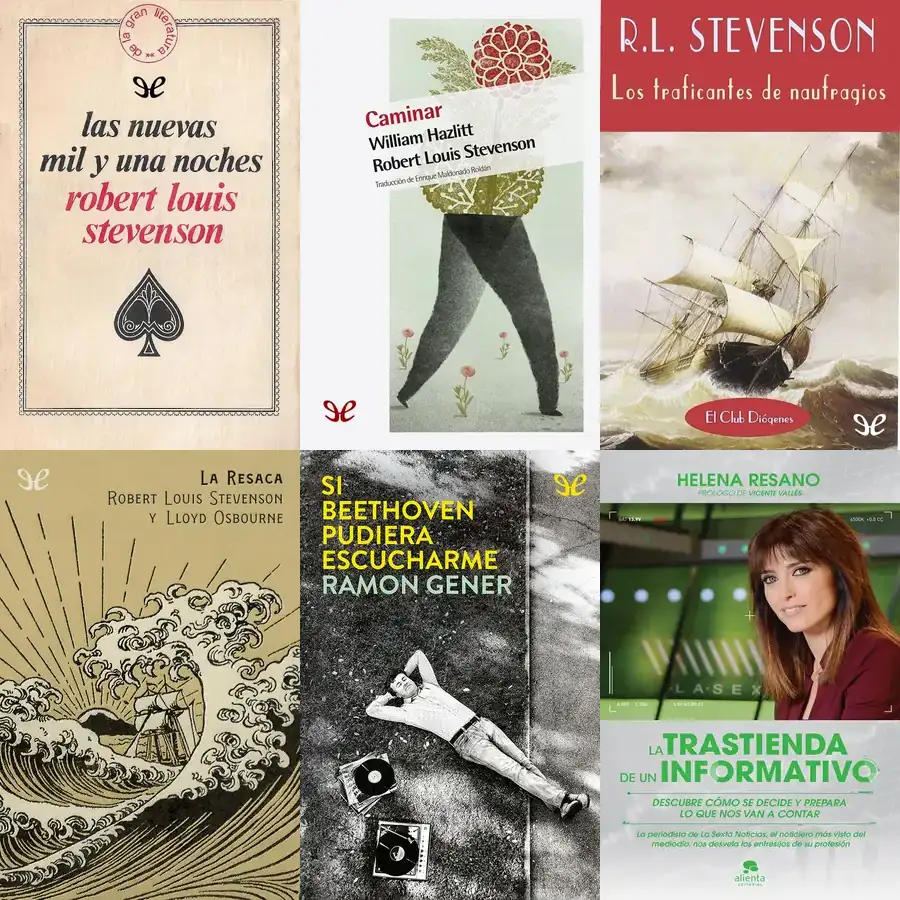 de la gran literatura
las nuevas
mil y una noches
robert louis
stevenson
Caminar
William Hazlitt
Robert Louis Stevenson
Traducción de Enrique Maldonado Roldán
R.L. STEVENSON
Los traficantes de naufragios
El Club Diógenes
LA RESACA
ROBERT LOUIS STEVENSON
Y LLOYD OSBOURNE
SI
BEETHOVEN
PUDIERA
ESCUCHARME
RAMON GENER
HELENA RESANO
PRÓLOGO DE VICENTE VALLÉS
LASEX
LA TRASTIENDA
DE UN INFORMATIVO
DESCUBRE CÓMO SE DECIDE Y PREPARA
LO QUE NOS VAN A CONTAR
La periodista de La Sexta Noticias, el noticiero más visto del
mediodía, nos desvela los entresijos de su profesión
alienta
EDITORIAL